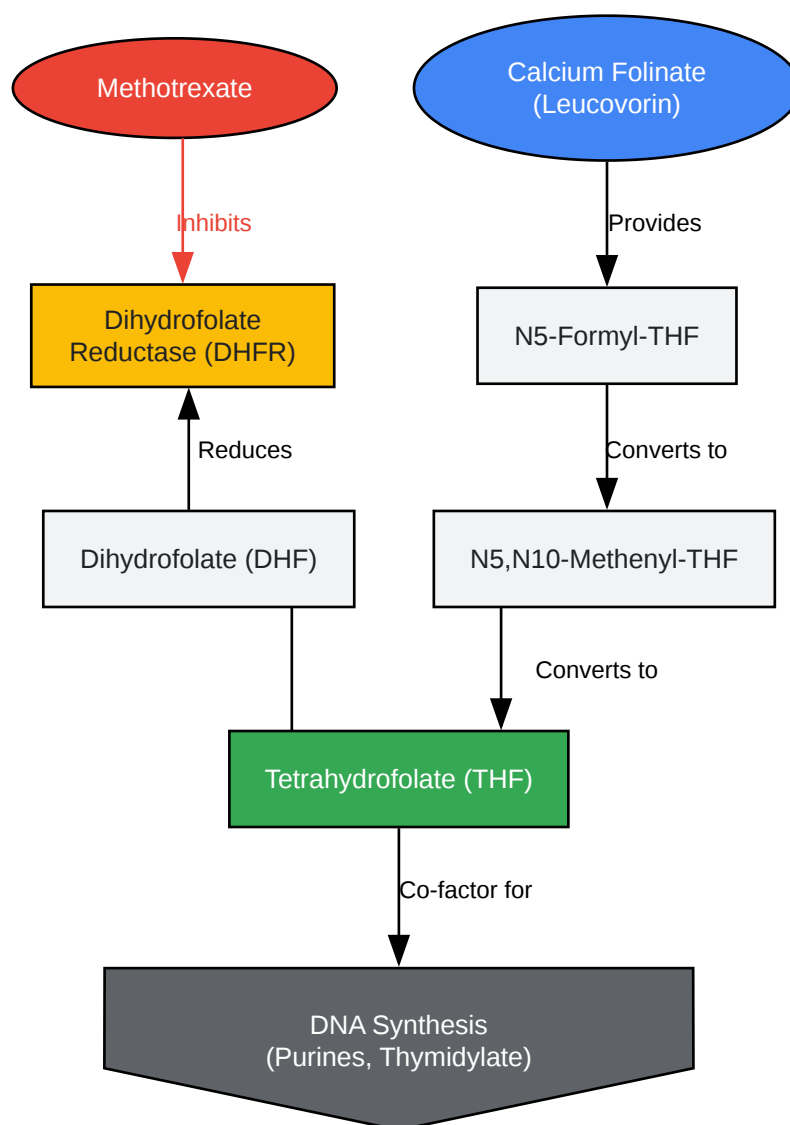 Methotrexate
Calcium Folinate
(Leucovorin)
Inhibits
Provides
Dihydrofolate
Reductase (DHFR)
N5-Formyl-THF
Reduces
Converts to
Dihydrofolate (DHF)
N5,N10-Methenyl-THF
Converts to
Tetrahydrofolate (THF)
Co-factor for
DNA Synthesis
(Purines, Thymidylate)